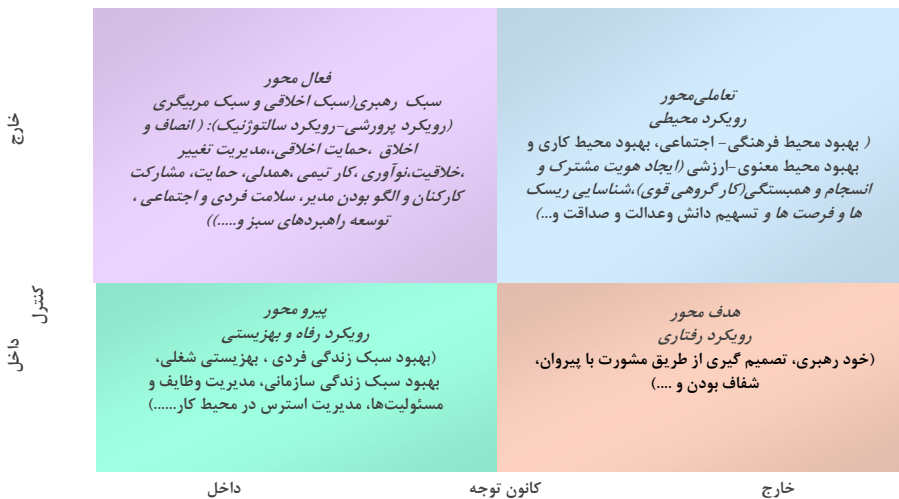 تعاملی‌محور
رویکرد محیطی
( بهبود محیط فرهنگی- اجتماعی، بهبود محیط کاری و
بهبود محیط معنوی-ارزشی (ایجاد هویت مشترک و
انسجام و همبستگی(کار گروهی قوی)،شناسایی ریسک
ها و فرصت ها و تسهیم دانش وعدالت و صداقت و...)
فعال محور
سبک رهبری(سبک اخلاقی و سبک مربیگری
(رویکرد پرورشی-رویکرد سالتوژنیک): ( انصاف و
اخلاق ،حمایت اخلاقی،،مدیریت تغییر
،خلاقیت،نوآوری ،کار تیمی ،همدلی، حمایت، مشارکت
کارکنان و الگو بودن مدیر، سلامت فردی و اجتماعی ،
توسعه راهبردهای سبز و.....))
خارج
هدف محور
رویکرد رفتاری
(خود رهبری، تصمیم گیری از طریق مشورت با پیروان،
شفاف بودن و ....)
پیرو محور
رویکرد رفاه و بهزیستی
(بهبود سبک زندگی فردی ، بهزیستی شغلی،
بهبود سبک زندگی سازمانی، مدیریت وظایف و
مسئولیت‌ها، مدیریت استرس در محیط کار......)
کنترل
داخل
خارج
کانون توجه
داخل